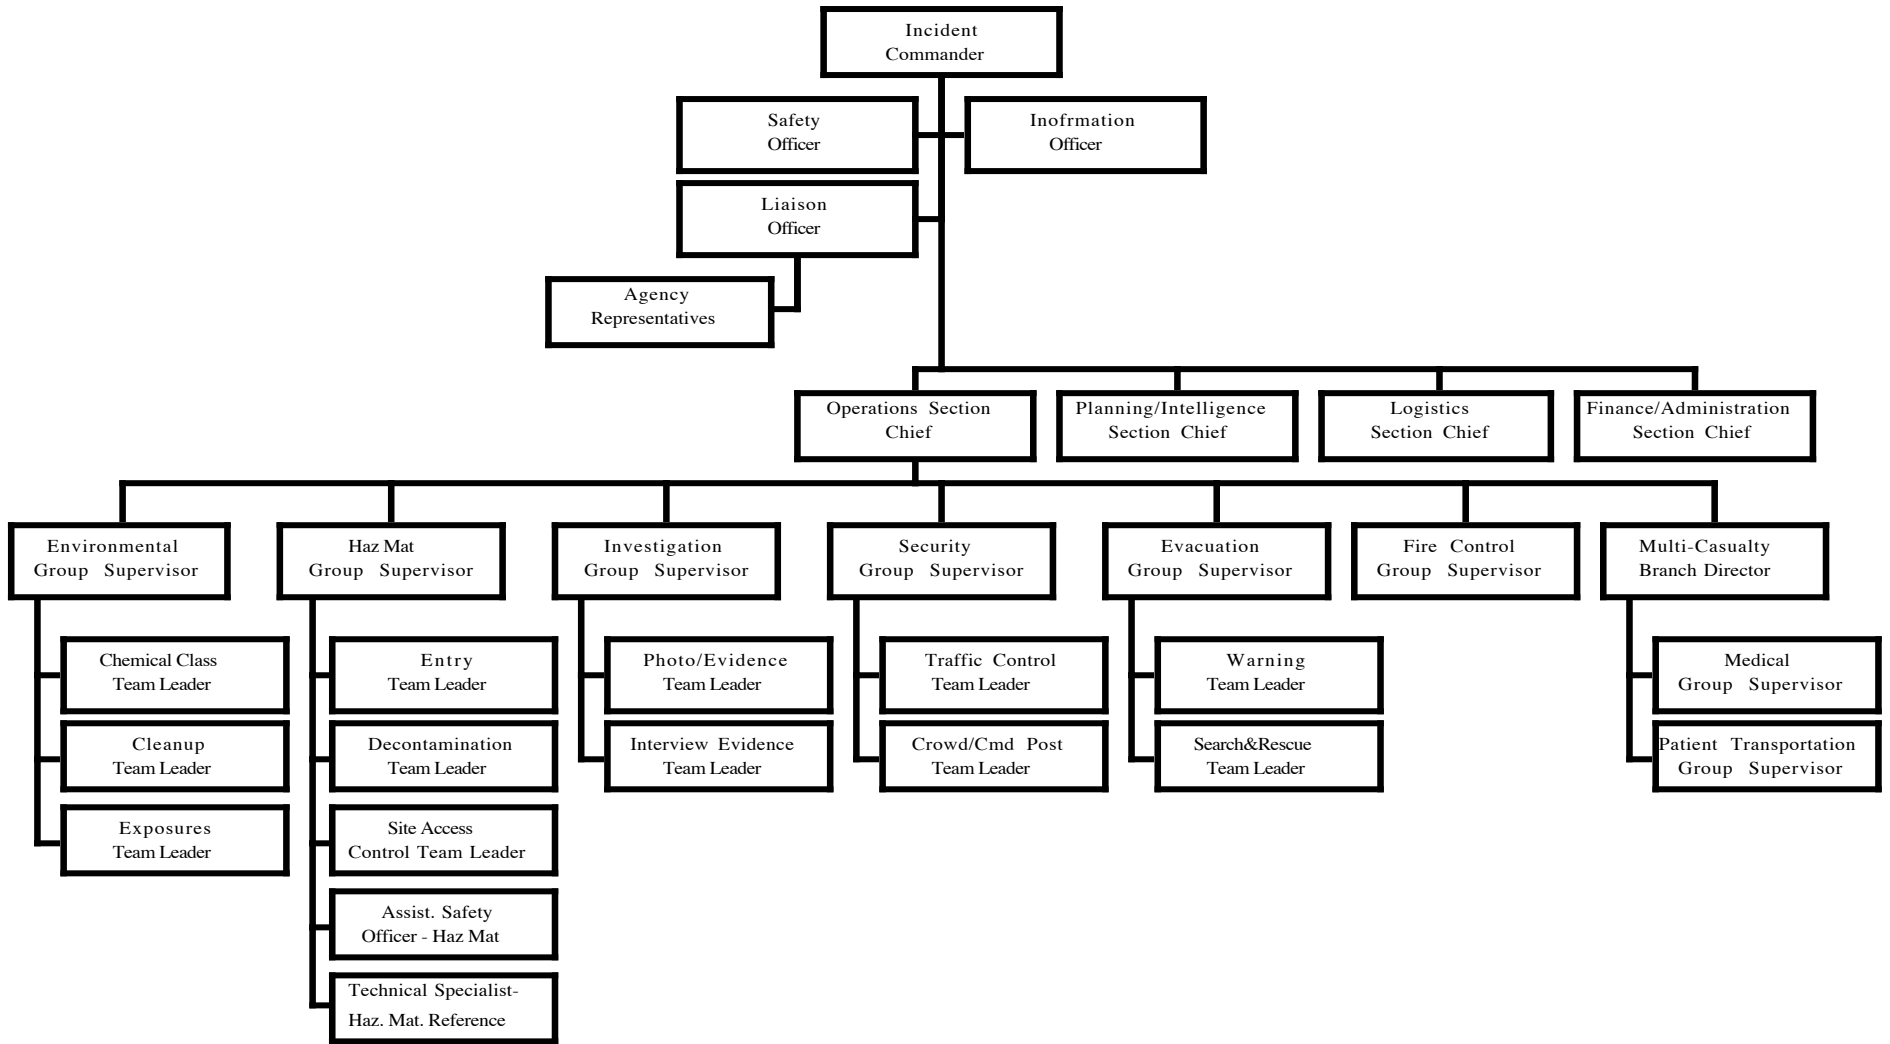 Incident
Commander
Safety
Officer
Inofrmation
Officer
Liaison
Officer
Agency
Representatives
Operations Section
Chief
Planning/Intelligence
Section Chief
Logistics
Section Chief
Finance/Administration
Section Chief
Environmental
Group Supervisor
Haz Mat
Group Supervisor
Investigation
Group Supervisor
Security
Group Supervisor
Evacuation
Group Supervisor
Fire Control
Group Supervisor
Multi-Casualty
Branch Director
Chemical Class
Team Leader
Entry
Team Leader
Photo/Evidence
Team Leader
Traffic Control
Team Leader
Warning
Team Leader
Medical
Group Supervisor
Cleanup
Team Leader
Decontamination
Team Leader
Interview Evidence
Team Leader
Crowd/Cmd Post
Team Leader
Search&Rescue
Team Leader
Patient Transportation
Group Supervisor
Exposures
Team Leader
Site Access
Control Team Leader
Assist. Safety
Officer - Haz Mat
Technical Specialist-
Haz. Mat. Reference